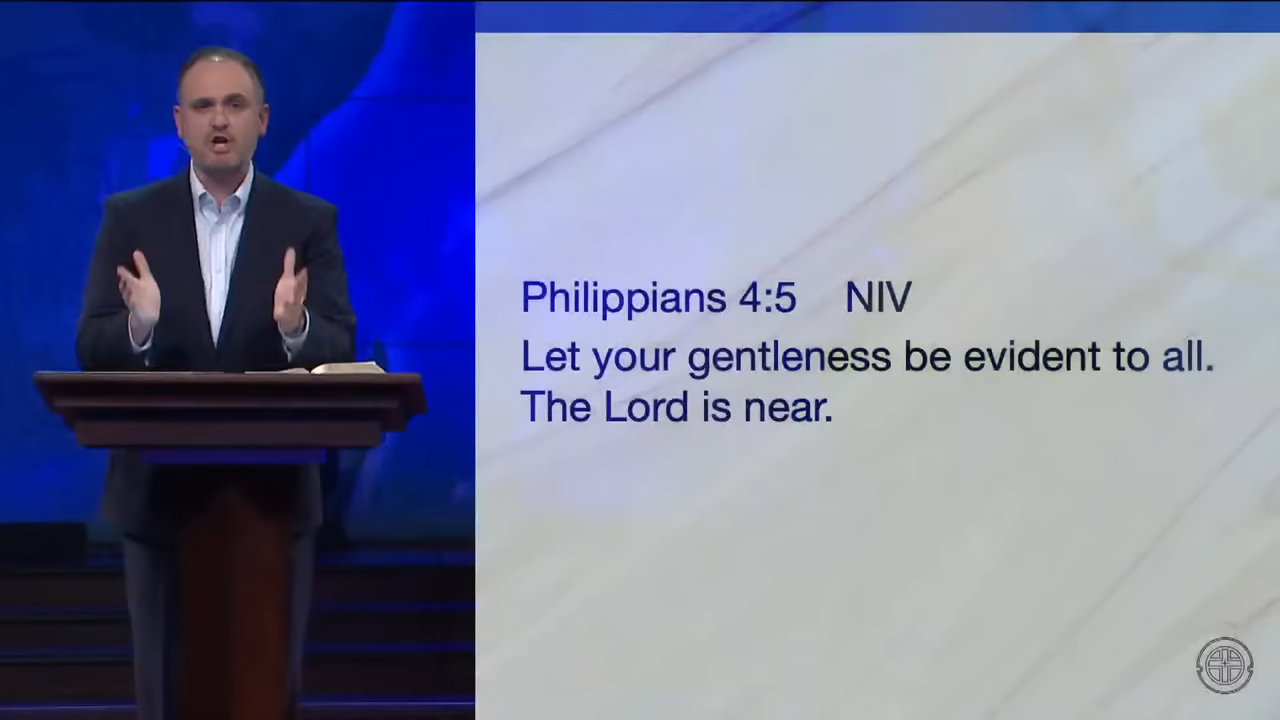 Philippians 4:5 NIV
Let your gentleness be evident to all.
The Lord is near.